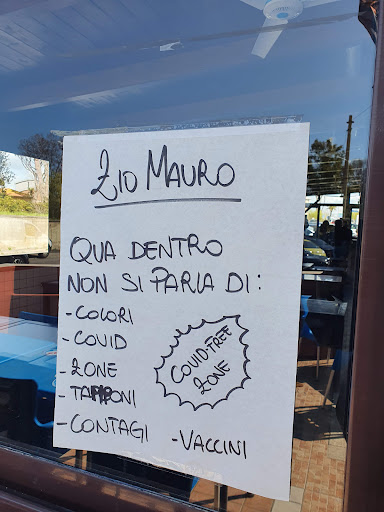 ZIO MAURO
QUA DENTRO
NON SI PARLA DI:
- COLORI
- COVID
- ZONE
- TAMPONI
- CONTAGI
- VACCINI
COVID-FREE
ZONE